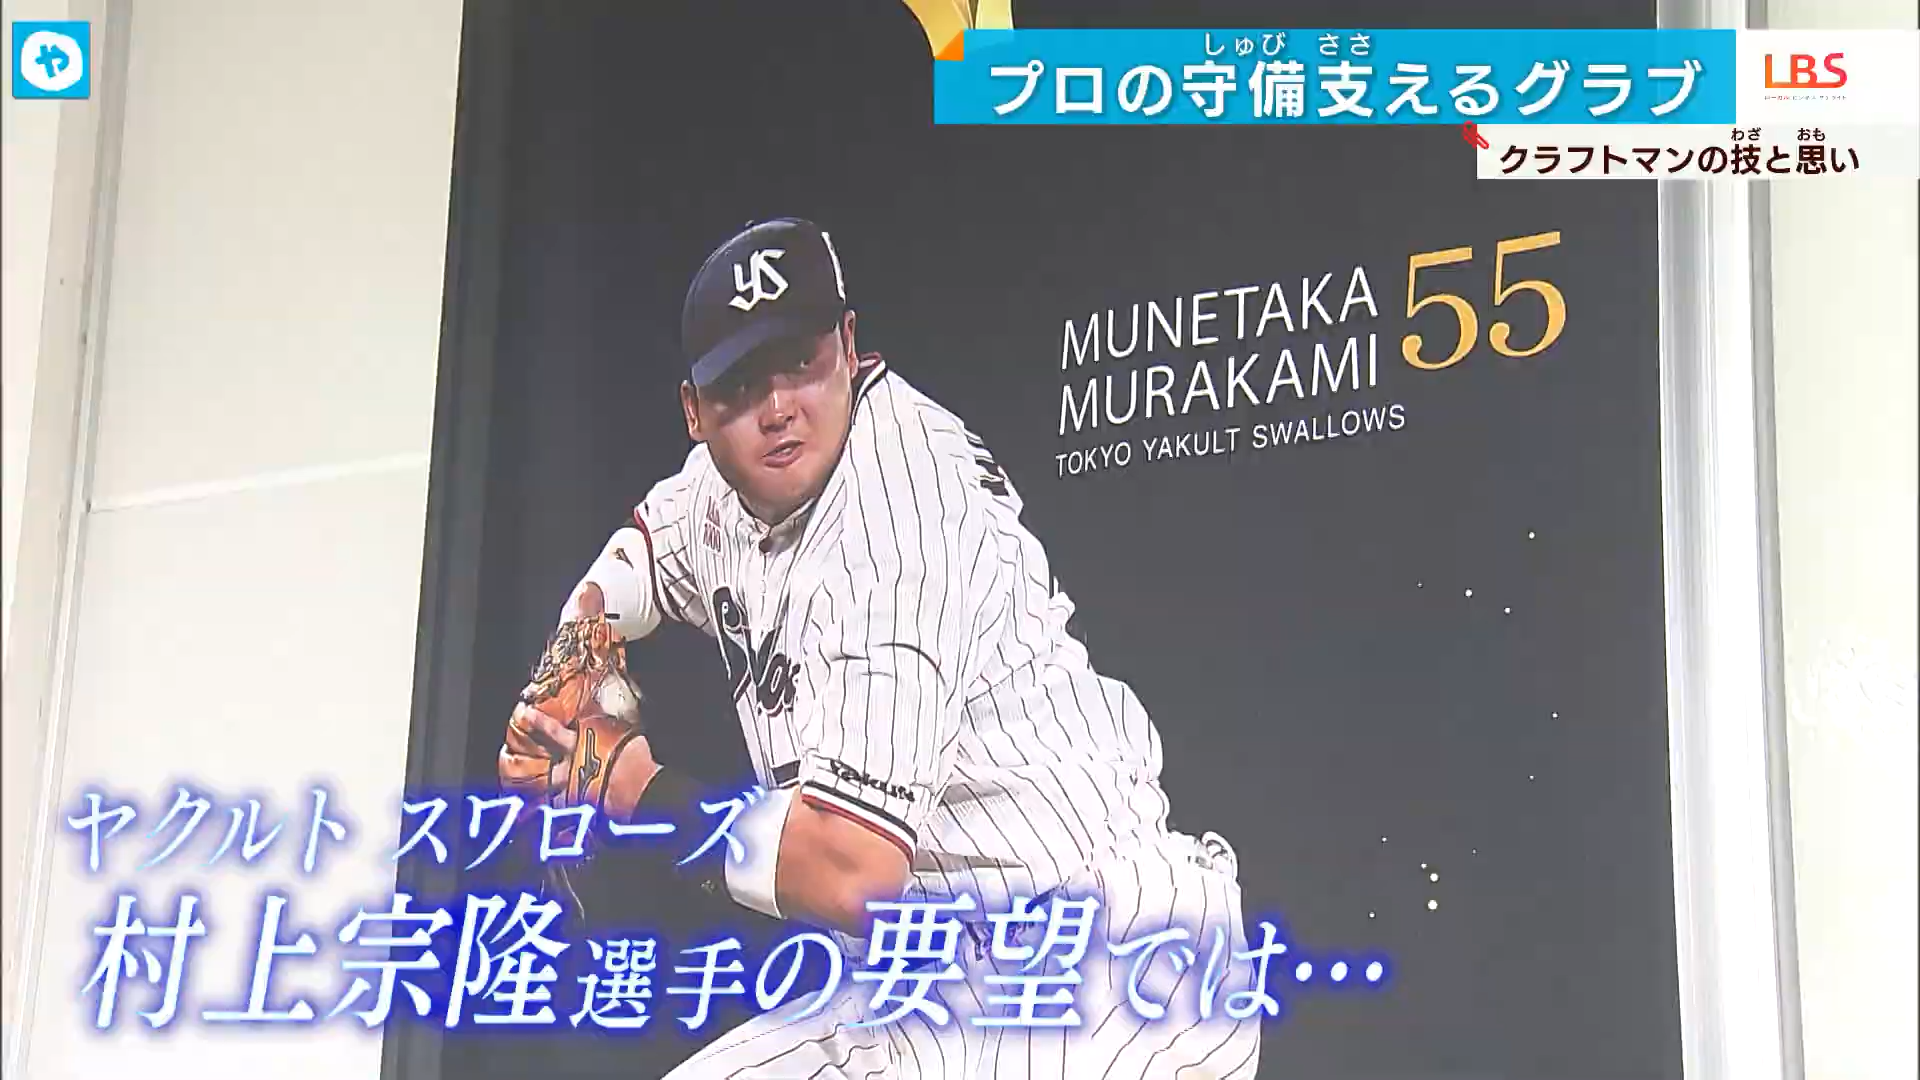 や
プロの守備支えるグラブ
しゅび ささ
LBS
クラフトマンの技と思い
わざ おも
YS
MUNETAKA
MURAKAMI
55
TOKYO YAKULT SWALLOWS
Yakult
ヤクルト スワローズ
村上宗隆選手の要望では…